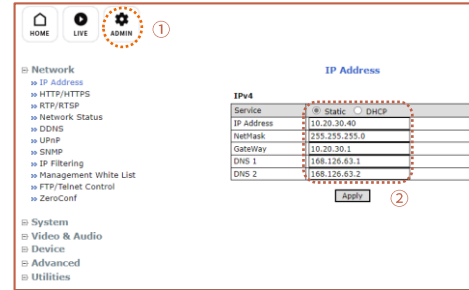 HOME LIVE ADMIN ①
Network
IP Address
HTTP/HTTPS
RTP/RTSP
Network Status
DDNS
UPnP
SNMP
IP Filtering
Management White List
FTP/Telnet Control
ZeroConf
System
Video & Audio
Device
Advanced
Utilities
IP Address
IPv4
Service Static DHCP
IP Address 10.20.30.40
NetMask 255.255.255.0
GateWay 10.20.30.1
DNS 1 168.126.63.1
DNS 2 168.126.63.2
Apply ②